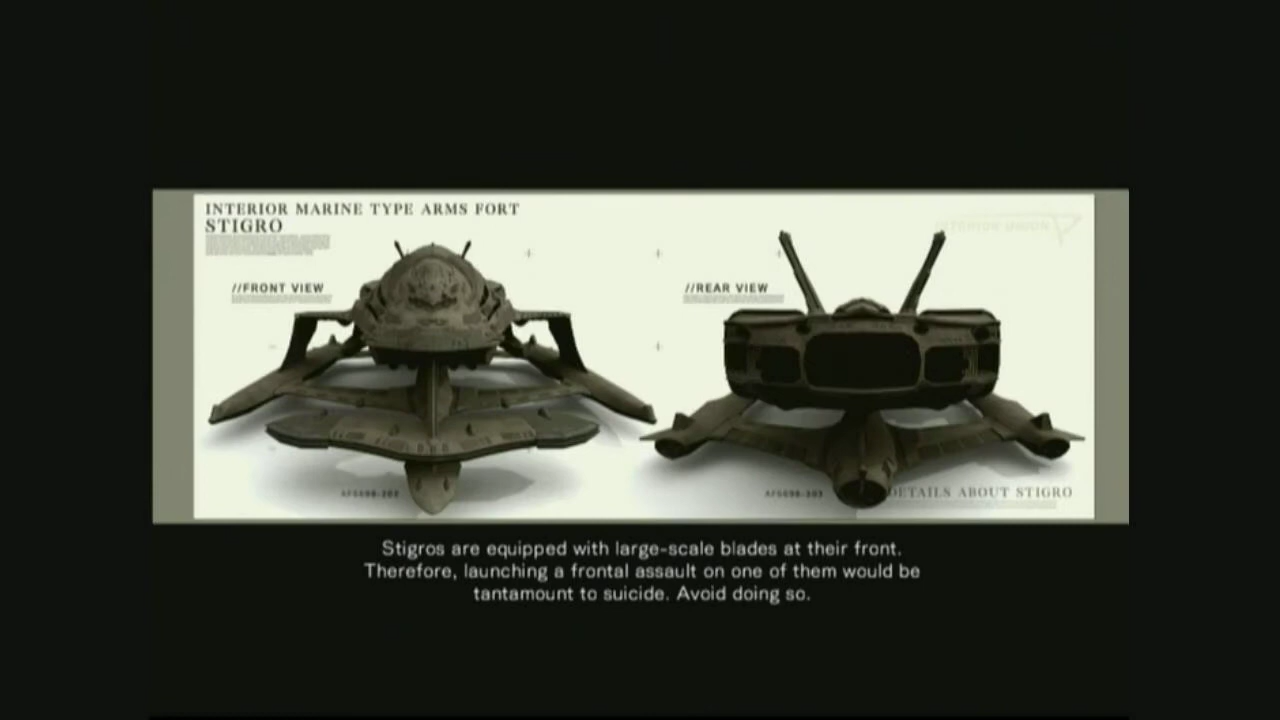 INTERIOR MARINE TYPE ARMS FORT
STIGRO
//FRONT VIEW
//REAR VIEW
INTERIOR UNION
DETAILS ABOUT STIGRO
Stigros are equipped with large-scale blades at their front.
Therefore, launching a frontal assault on one of them would be
tantamount to suicide. Avoid doing so.